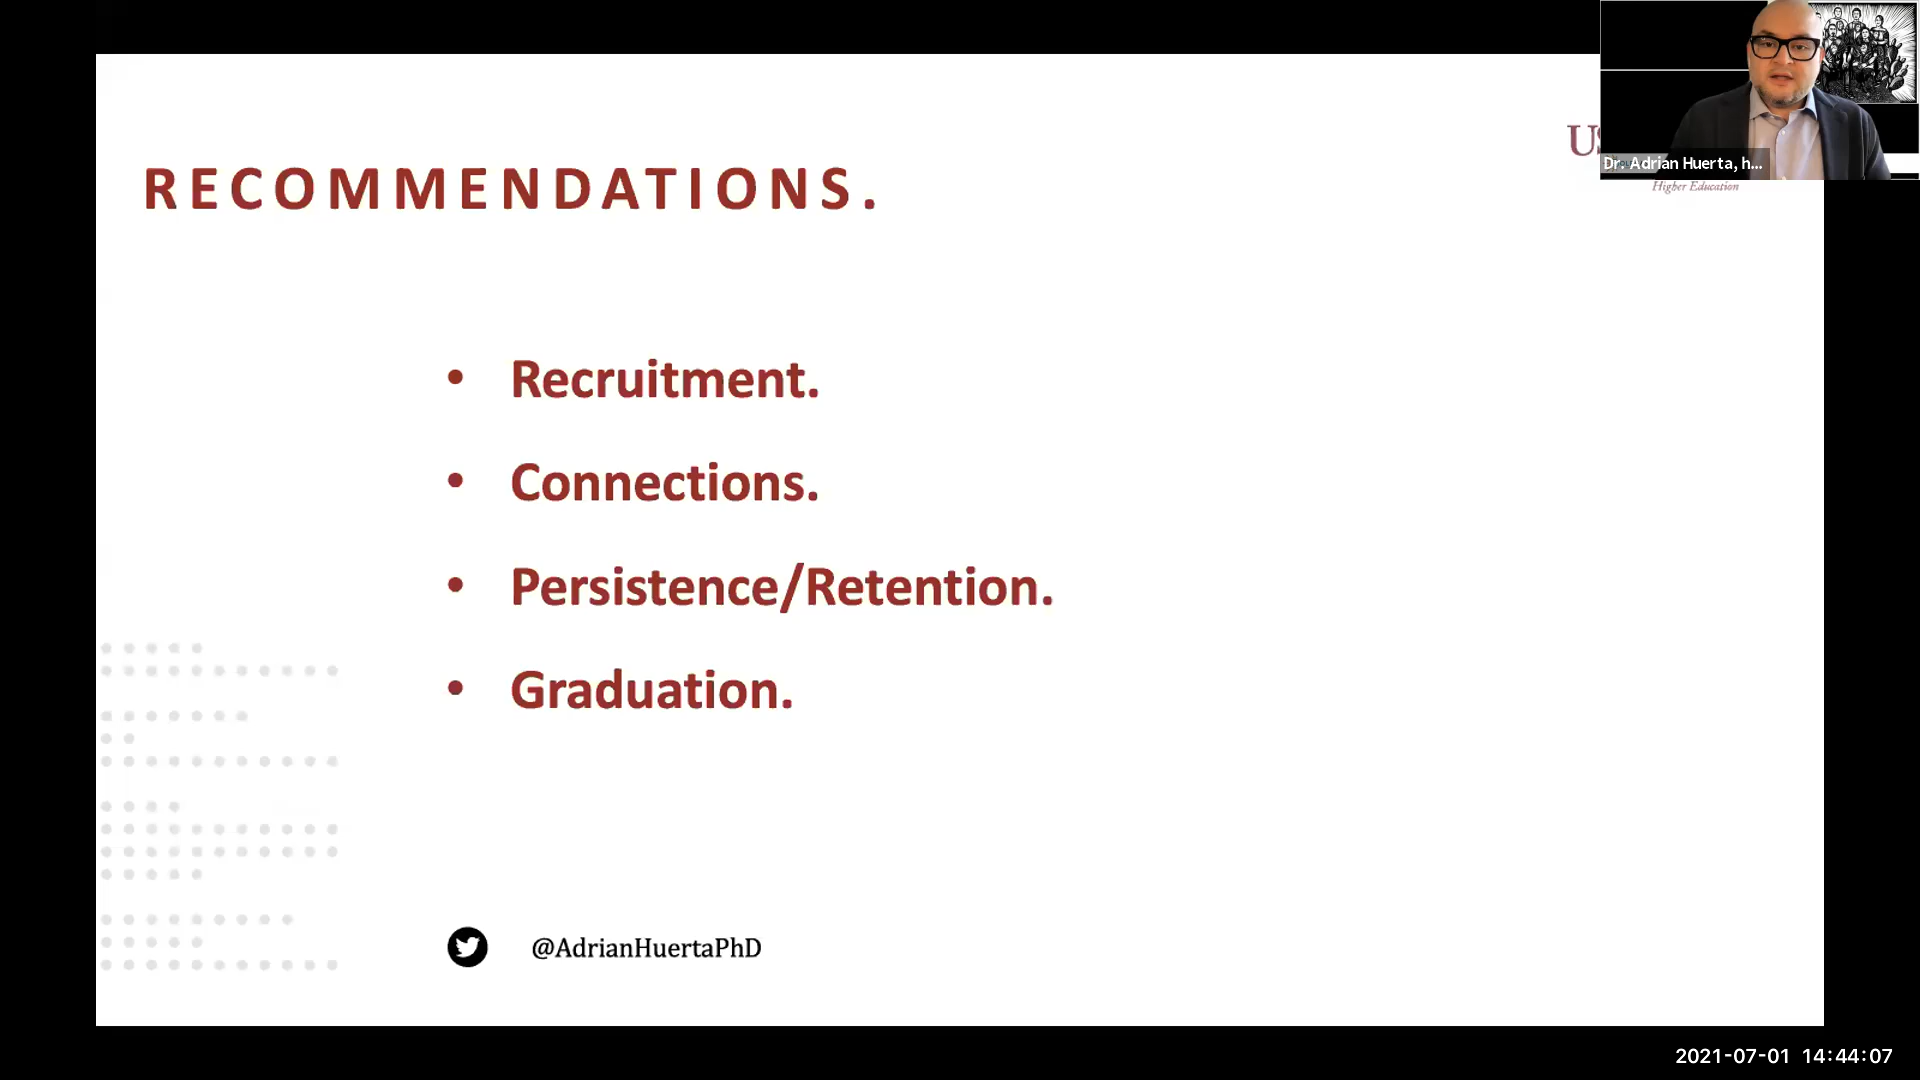 RECOMMENDATIONS.
Dr. Adrian Huerta, h...
Higher Education
• Recruitment.
• Connections.
• Persistence/Retention.
• Graduation.
@AdrianHuertaPhD
2021-07-01 14:44:07